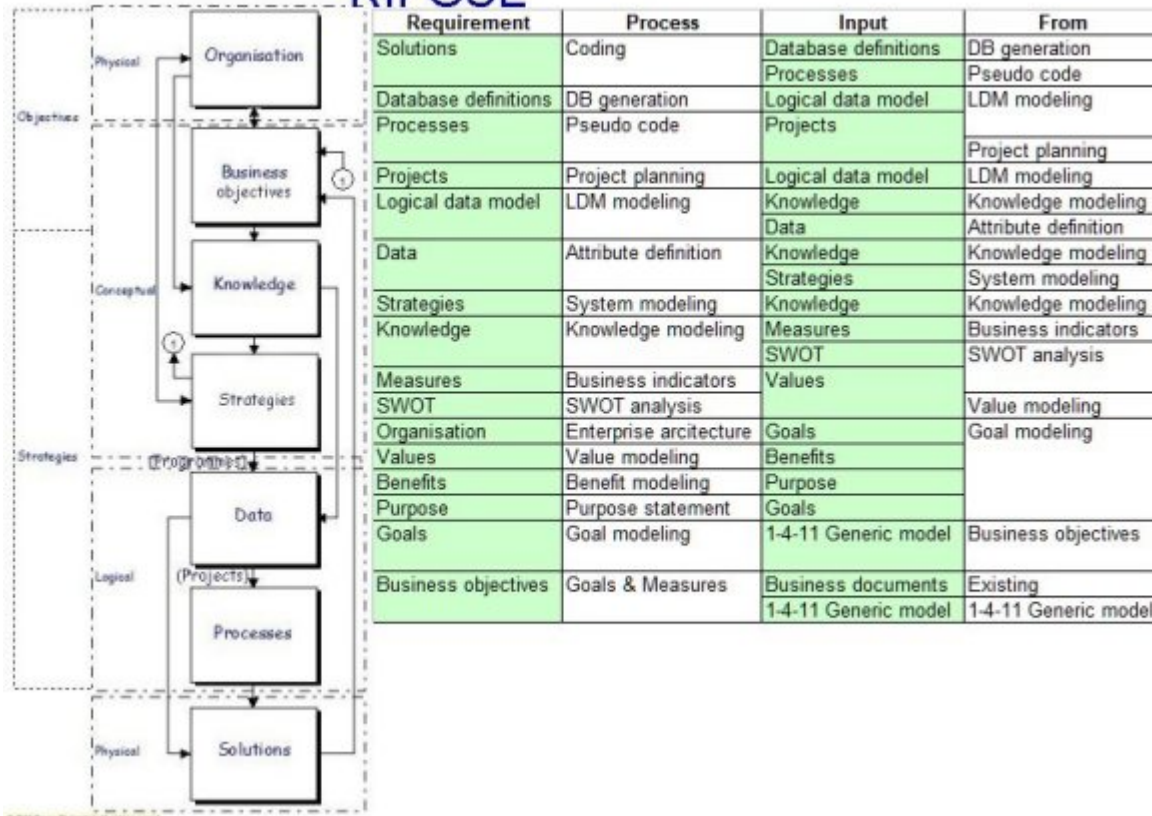 Physical
Organisation
Objectives
Business
objectives
1
Conceptual
Knowledge
1
Strategies
Strategies
(Programmes)
Data
Logical
(Projects)
Processes
Physical
Solutions
Requirement Process Input From
Solutions Coding Database definitions DB generation
Processes Pseudo code
Database definitions DB generation Logical data model LDM modeling
Processes Pseudo code Projects
Project planning
Projects Project planning Logical data model LDM modeling
Logical data model LDM modeling Knowledge Knowledge modeling
Data Attribute definition
Data Attribute definition Knowledge Knowledge modeling
Strategies System modeling
Strategies System modeling Knowledge Knowledge modeling
Knowledge Knowledge modeling Measures Business indicators
SWOT SWOT analysis
Measures Business indicators Values
SWOT SWOT analysis Value modeling
Organisation Enterprise arcitecture Goals Goal modeling
Values Value modeling Benefits
Benefits Benefit modeling Purpose
Purpose Purpose statement Goals
Goals Goal modeling 1-4-11 Generic model Business objectives
Business objectives Goals & Measures Business documents Existing
1-4-11 Generic model 1-4-11 Generic model